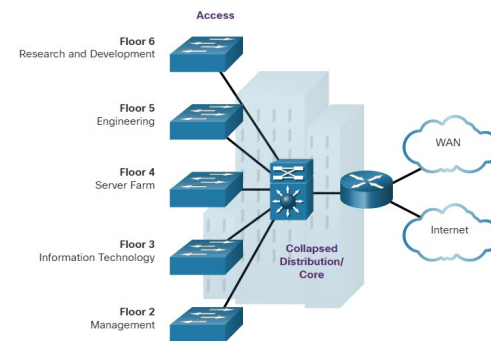 Access
Floor 6
Research and Development
Floor 5
Engineering
Floor 4
Server Farm
Floor 3
Information Technology
Floor 2
Management
Collapsed
Distribution/
Core
WAN
Internet